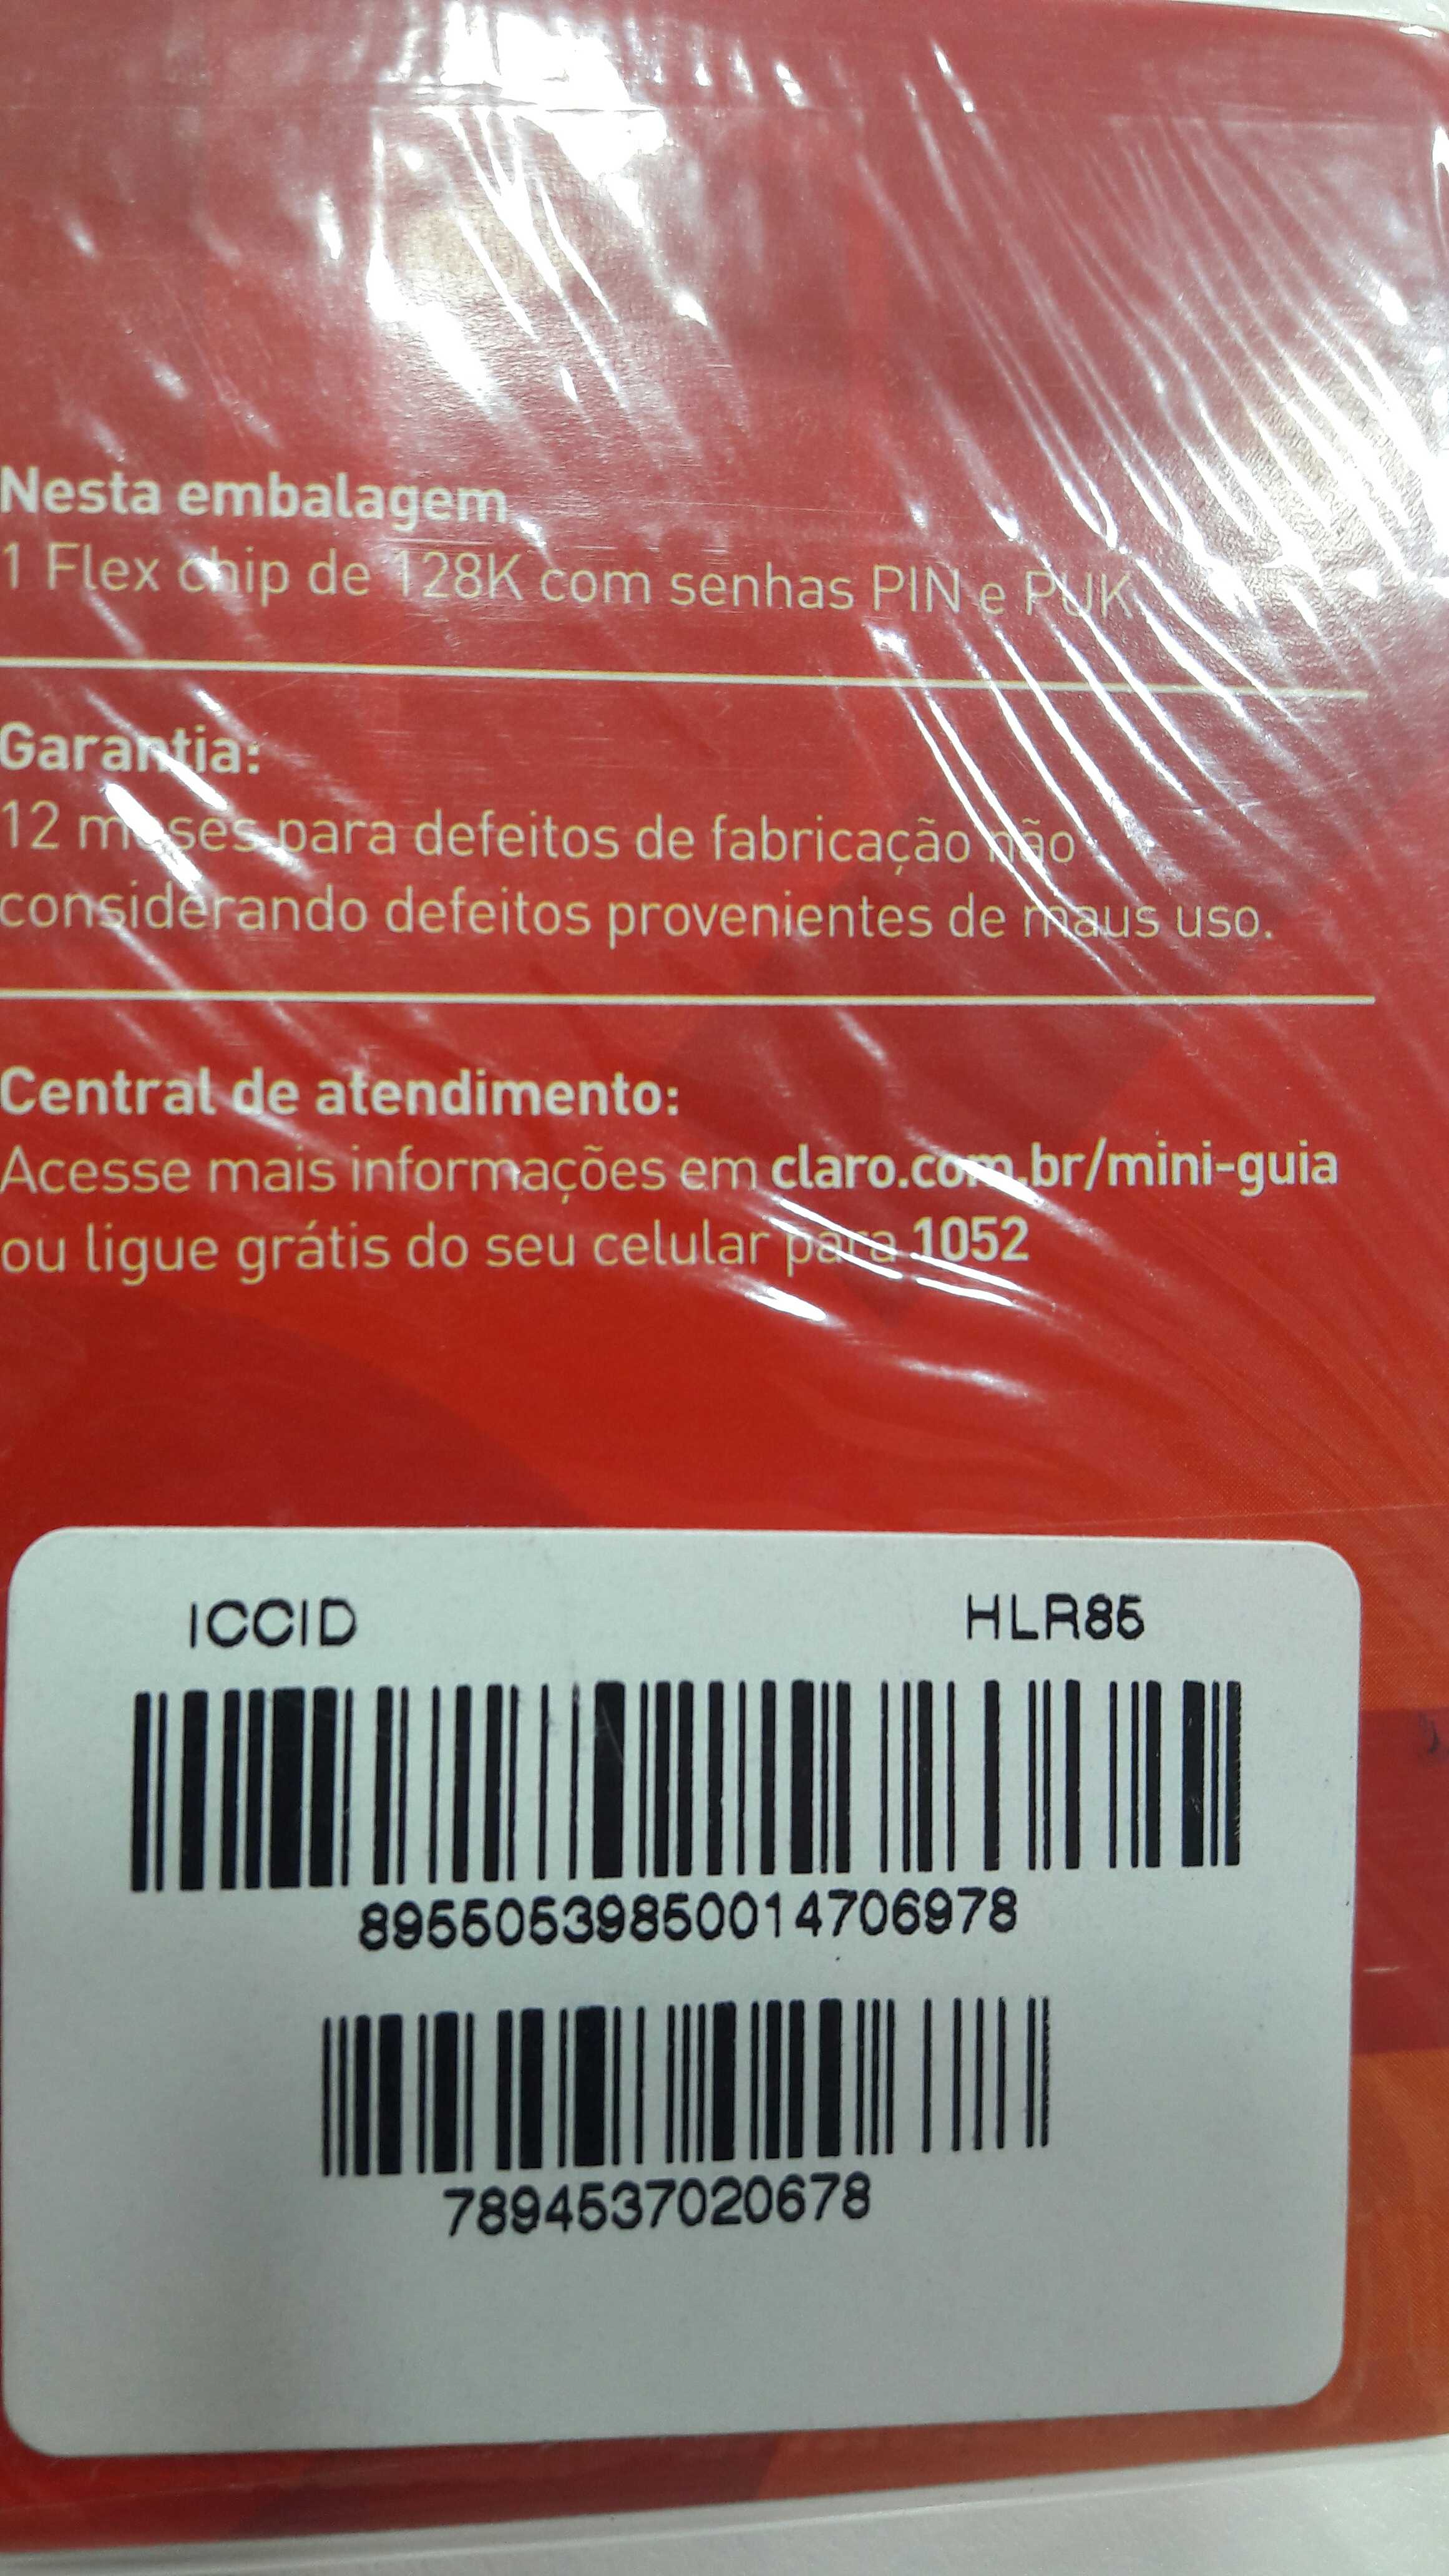 Nesta embalagem
1 Flex chip de 128K com senhas PIN e PUK
Garantia:
12 meses para defeitos de fabricação não
considerando defeitos provenientes de maus uso.
Central de atendimento:
Acesse mais informações em claro.com.br/mini-guia
ou ligue grátis do seu celular para 1052
ICCID HLR85
89550539850014706978
7894537020678